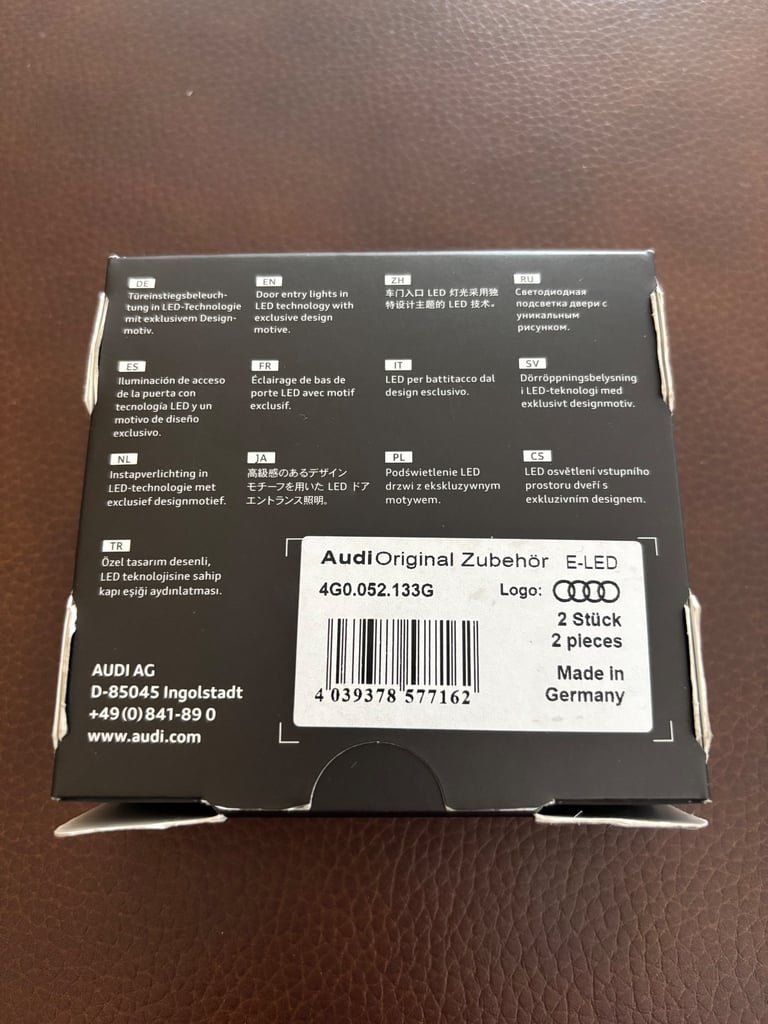 DE
Türeinstiegsbeleuch-
tung in LED-Technologie
mit exklusivem Design-
motiv.
EN
Door entry lights in
LED technology with
exclusive design
motive.
ZH
车门入口 LED 灯光采用独
特设计主题的 LED 技术。
RU
Светодиодная
подсветка двери с
уникальным
рисунком.
ES
Iluminación de acceso
de la puerta con
tecnología LED y un
motivo de diseño
exclusivo.
FR
Éclairage de bas de
porte LED avec motif
exclusif.
IT
LED per battitacco dal
design esclusivo.
SV
Dörröppningsbelysning
i LED-teknologi med
exklusivt designmotiv.
NL
Instapverlichting in
LED-technologie met
exclusief designmotief.
JA
高級感のあるデザイン
モチーフを用いた LED ドア
エントランス照明。
PL
Podświetlenie LED
drzwi z ekskluzywnym
motywem.
CS
LED osvětlení vstupního
prostoru dveří s
exkluzivním designem.
TR
Özel tasarım desenli,
LED teknolojisine sahip
kapı eşiği aydınlatması.
AUDI AG
D-85045 Ingolstadt
+49(0)841-89 0
www.audi.com
Audi Original Zubehör E-LED
4G0.052.133G Logo:
2 Stück
2 pieces
Made in
Germany
4 039378 577162